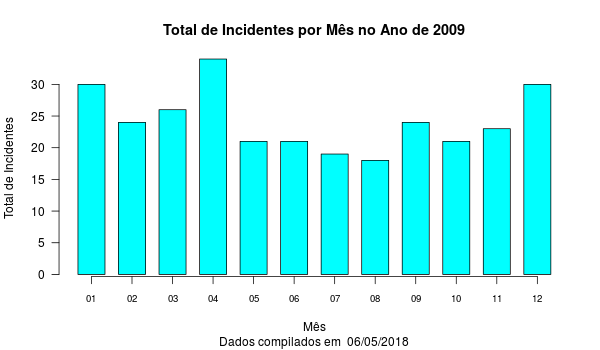 Total de Incidentes por Mês no Ano de 2009
Total de Incidentes
30
25
20
15
10
5
0
01 02 03 04 05 06 07 08 09 10 11 12
Mês
Dados compilados em  06/05/2018